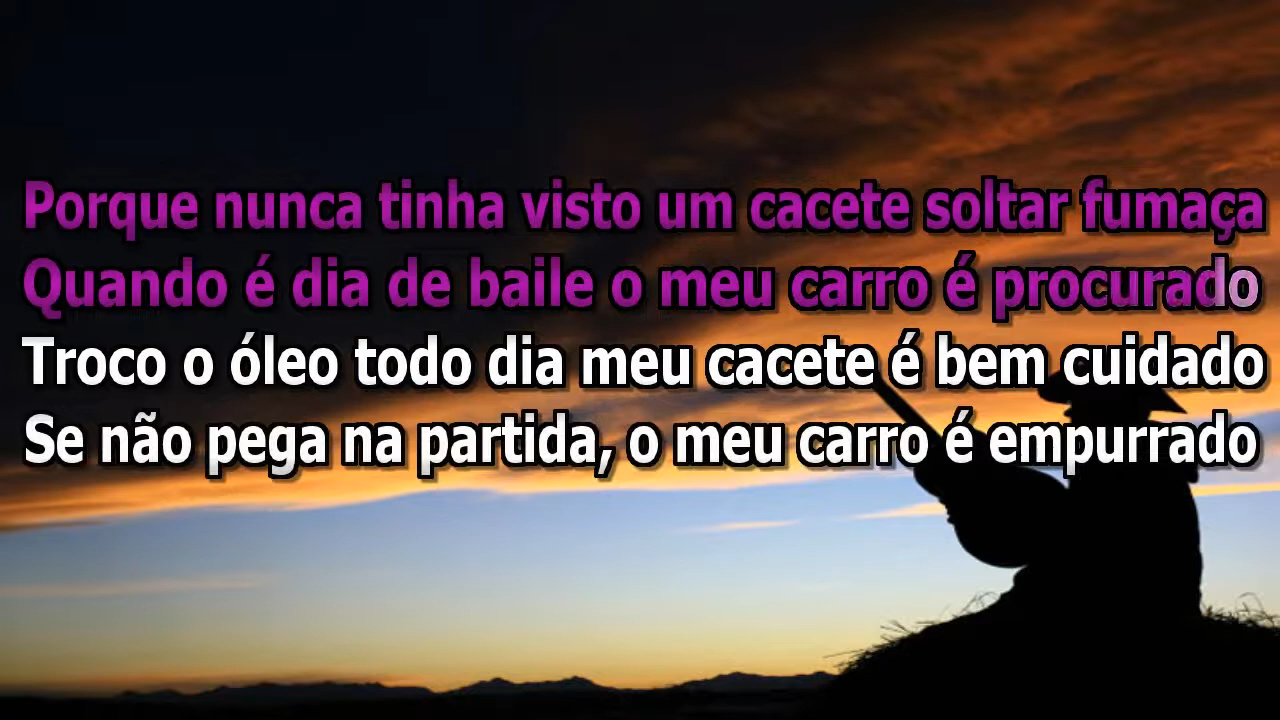 Porque nunca tinha visto um cacete soltar fumaça
Quando é dia de baile o meu carro é procurado
Troco o óleo todo dia meu cacete é bem cuidado
Se não pega na partida, o meu carro é empurrado